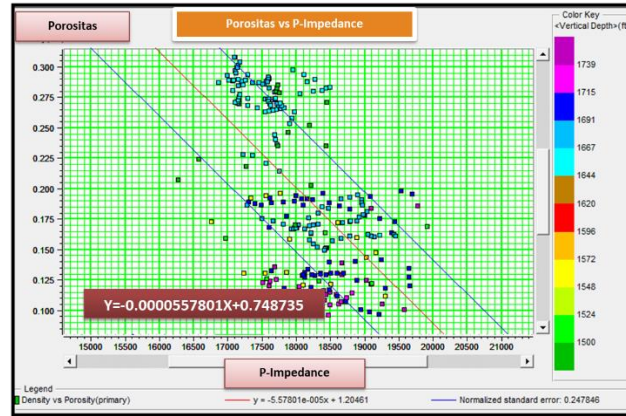 Porositas
Porositas vs P-Impedance
Color Key
<Vertical Depth>(ft
0.300
0.275
0.250
0.225
0.200
0.175
0.150
0.125
0.100
1739
1715
1691
1667
1644
1620
1596
1572
1548
1524
1500
Y=-0.0000557801X+0.748735
15000 15500 16000 16500 17000 17500 18000 18500 19000 19500 20000 20500 21000
P-Impedance
Legend
Density vs Porosity(primary) y = -5.57801e-005x + 1.20461 Normalized standard error: 0.247846